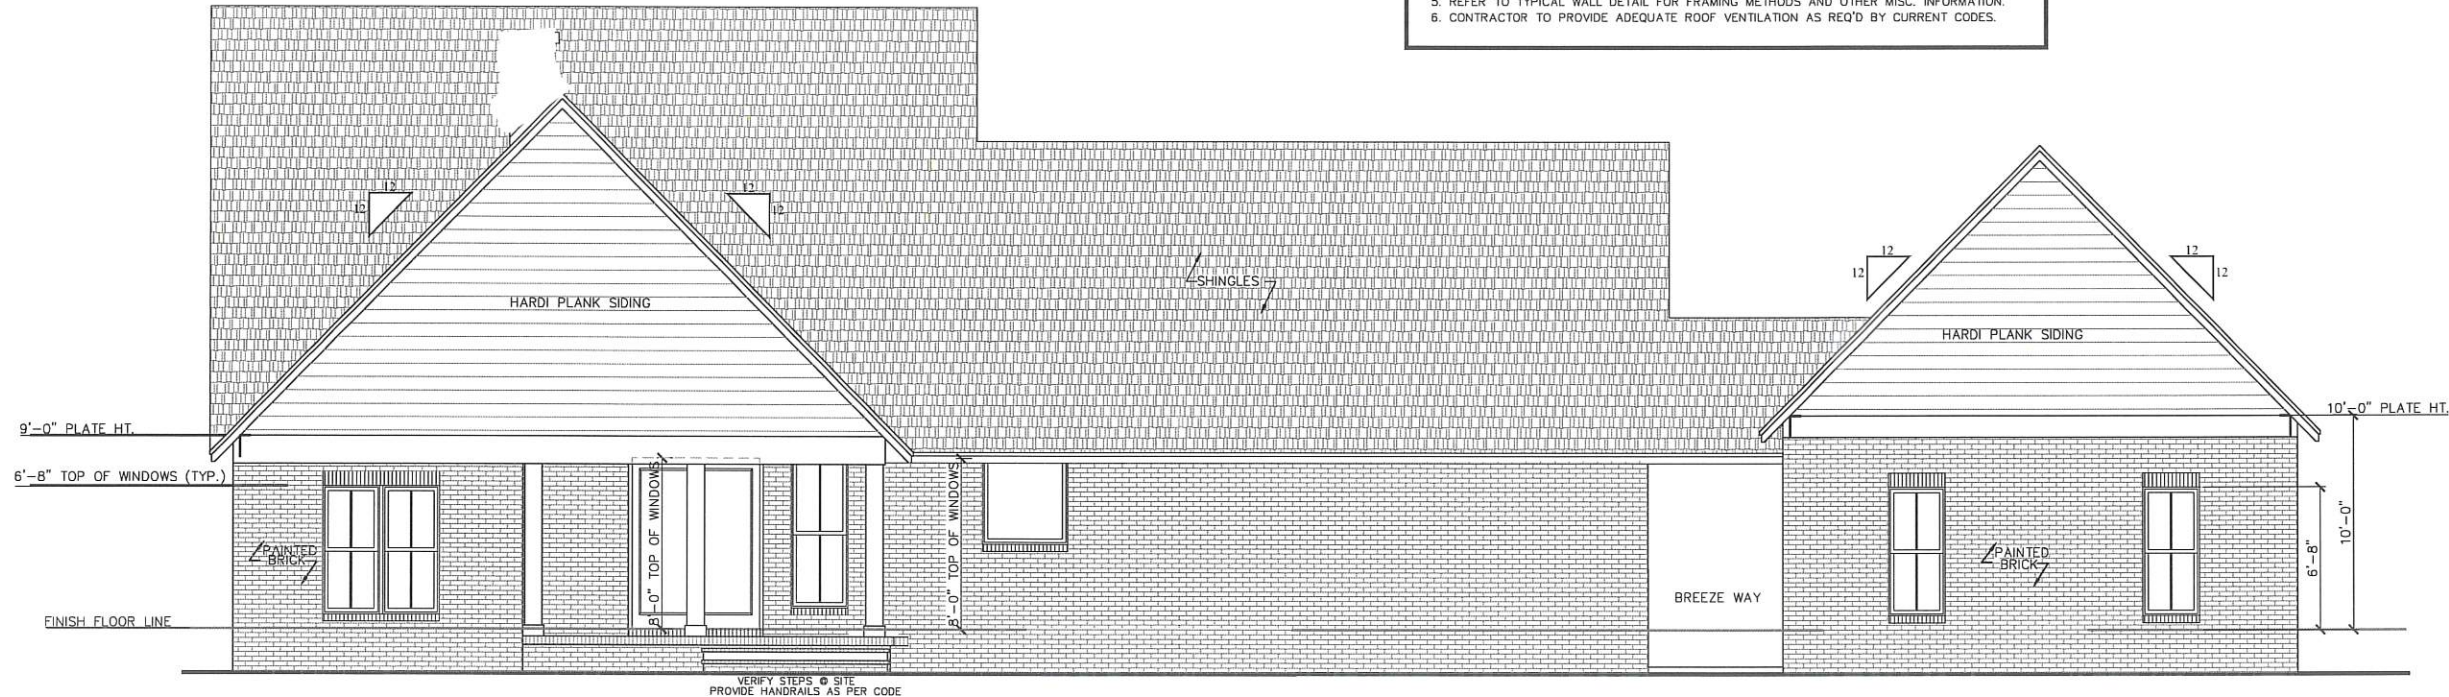 5. REFER TO TYPICAL WALL DETAIL FOR FRAMING METHODS AND OTHER MISC. INFORMATION.
6. CONTRACTOR TO PROVIDE ADEQUATE ROOF VENTILATION AS REQ'D BY CURRENT CODES.
12
12
12
12
12
12
12
12
SHINGLES
HARDI PLANK SIDING
HARDI PLANK SIDING
9'-0" PLATE HT.
10'-0" PLATE HT.
6'-8" TOP OF WINDOWS (TYP.)
8'-0" TOP OF WINDOWS
8'-0" TOP OF WINDOWS
PAINTED
BRICK
PAINTED
BRICK
6'-8"
10'-0"
BREEZE WAY
FINISH FLOOR LINE
VERIFY STEPS @ SITE
PROVIDE HANDRAILS AS PER CODE